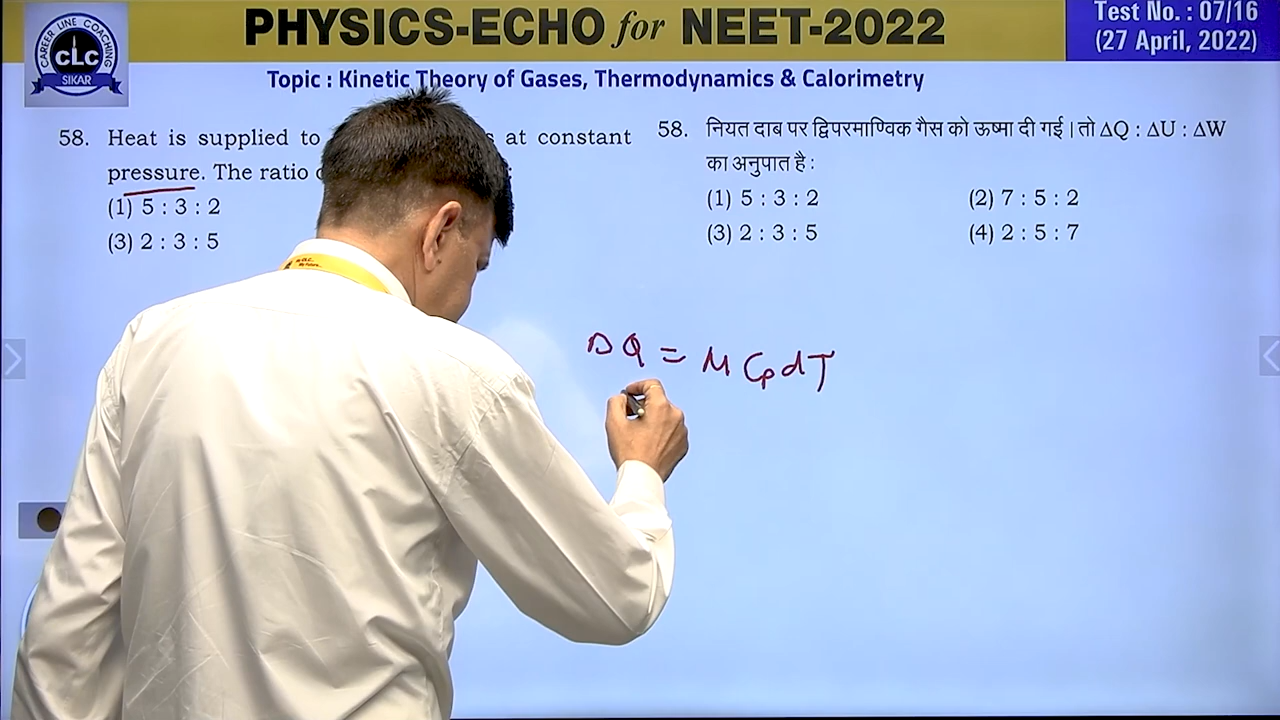 CAREER LINE COACHING
CLC
SIKAR
PHYSICS-ECHO for NEET-2022
Test No. : 07/16
(27 April, 2022)
Topic : Kinetic Theory of Gases, Thermodynamics & Calorimetry
58. Heat is supplied to at constant
pressure. The ratio
(1) 5 : 3 : 2
(3) 2 : 3 : 5
58. नियत दाब पर द्विपरमाण्विक गैस को ऊष्मा दी गई। तो ΔQ : ΔU : ΔW
का अनुपात है :
(1) 5 : 3 : 2 (2) 7 : 5 : 2
(3) 2 : 3 : 5 (4) 2 : 5 : 7
ΔQ = μ CpdT